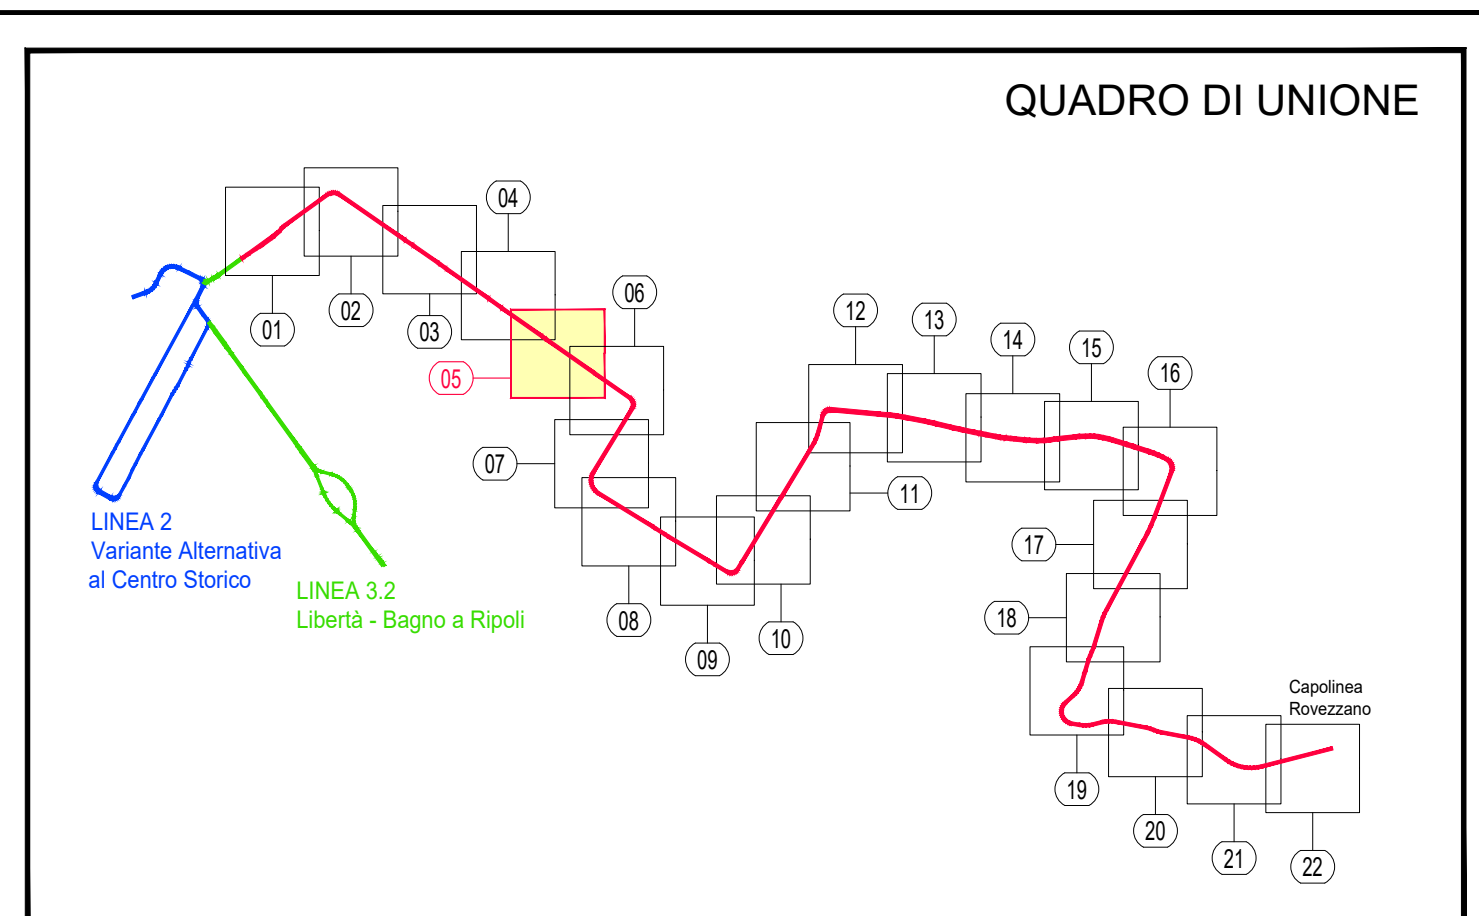 QUADRO DI UNIONE
04
06
01
02
03
05
12
13
14
15
16
07
11
LINEA 2
Variante Alternativa
al Centro Storico
LINEA 3.2
Libertà - Bagno a Ripoli
08
09
10
17
18
Capolinea
Rovezzano
19
20
21
22